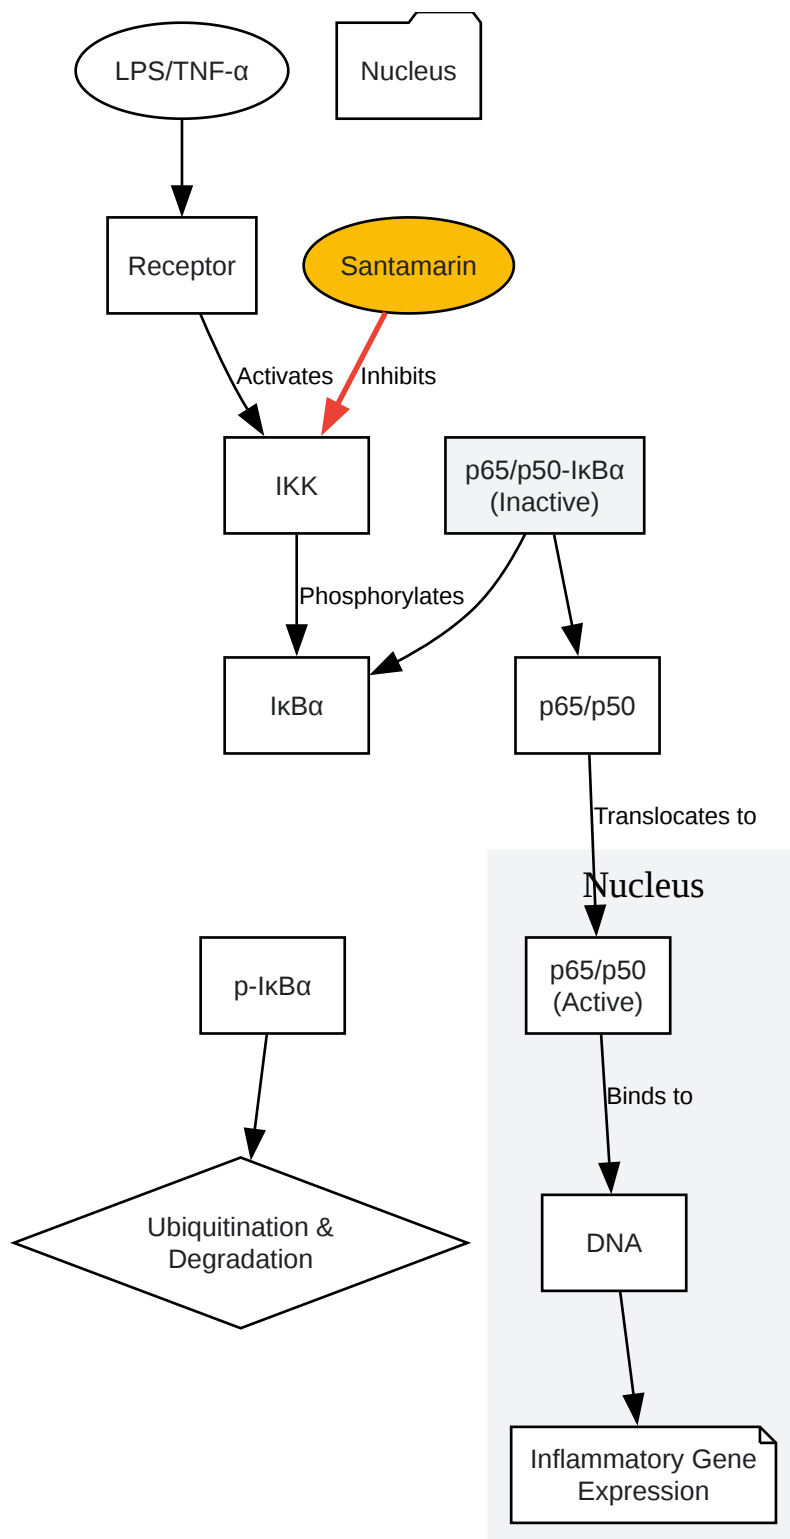 LPS/TNF-α
Nucleus
Receptor
Santamarin
Activates
Inhibits
IKK
p65/p50-IκBα
(Inactive)
Phosphorylates
IκBα
p65/p50
Translocates to
Nucleus
p-IκBα
p65/p50
(Active)
Binds to
Ubiquitination &
Degradation
DNA
Inflammatory Gene
Expression